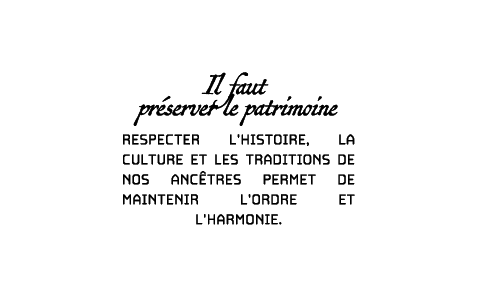 Il faut
préserver le patrimoine
RESPECTER L'HISTOIRE, LA
CULTURE ET LES TRADITIONS DE
NOS ANCÊTRES PERMET DE
MAINTENIR L'ORDRE ET
L'HARMONIE.